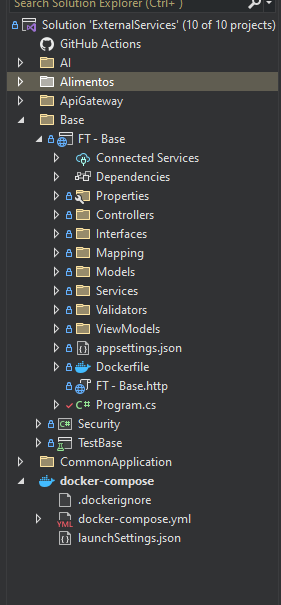 Search Solution Explorer (Ctrl+ )
Solution 'ExternalServices' (10 of 10 projects)
GitHub Actions
AI
Alimentos
ApiGateway
Base
FT - Base
Connected Services
Dependencies
Properties
Controllers
Interfaces
Mapping
Models
Services
Validators
ViewModels
appsettings.json
Dockerfile
FT - Base.http
C# Program.cs
C# Security
TestBase
CommonApplication
docker-compose
.dockerignore
YML docker-compose.yml
launchSettings.json